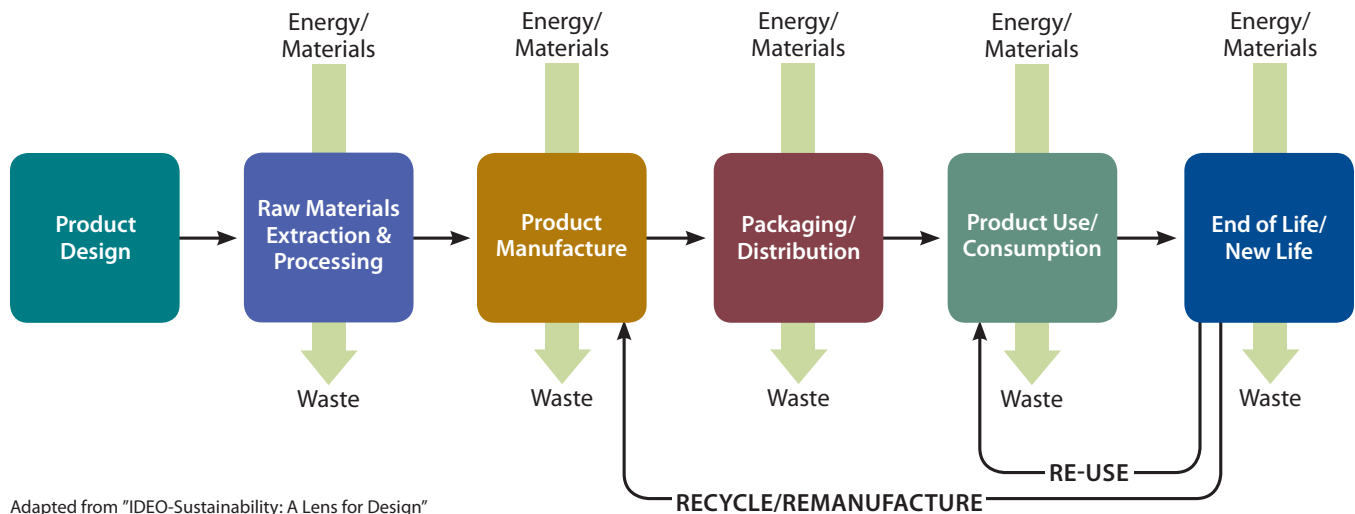 Energy/
Materials
Energy/
Materials
Energy/
Materials
Energy/
Materials
Energy/
Materials
Product
Design
Raw Materials
Extraction &
Processing
Product
Manufacture
Packaging/
Distribution
Product Use/
Consumption
End of Life/
New Life
Waste
Waste
Waste
Waste
Waste
RE-USE
RECYCLE/REMANUFACTURE
Adapted from "IDEO-Sustainability: A Lens for Design"